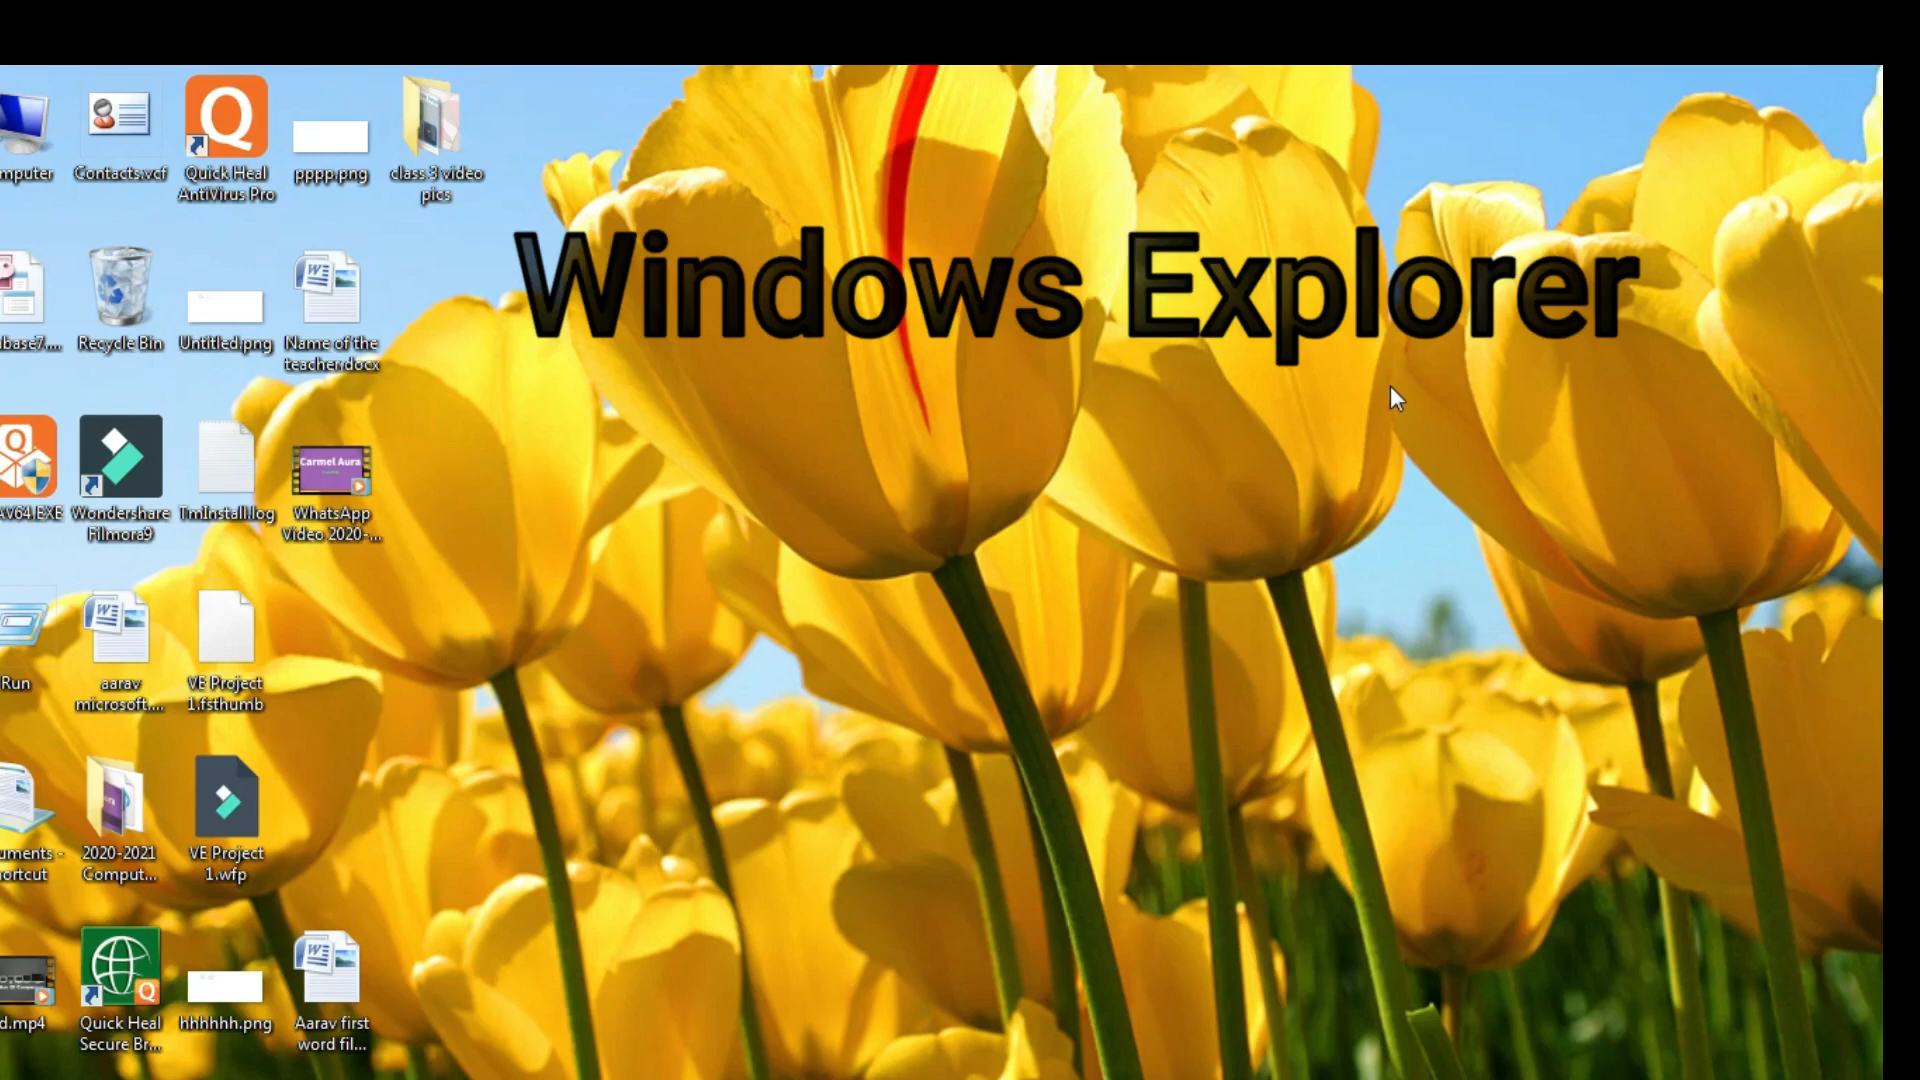 mputer
Contacts.vcf
Quick Heal
AntiVirus Pro
pppp.png
class 3 video
pics
Windows Explorer
abase7....
Recycle Bin
Untitled.png
Name of the
teacher.docx
AV64.EXE
Wondershare
Filmora9
TmInstall.log
Carmel Aura
WhatsApp
Video 2020-...
Run
aarav
microsoft....
VE Project
1.fsthumb
uments -
ortcut
2020-2021
Comput...
VE Project
1.wfp
d.mp4
Quick Heal
Secure Br...
hhhhhh.png
Aarav first
word fil...